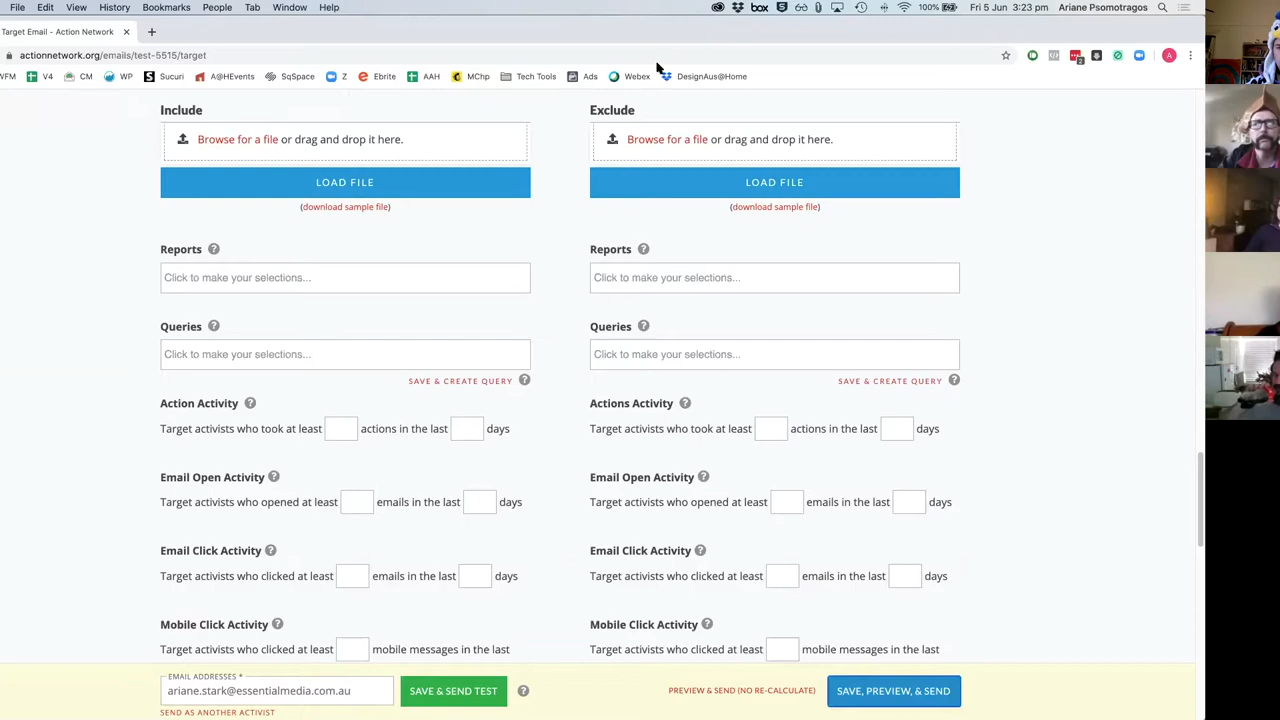 File Edit View History Bookmarks People Tab Window Help box 100% Fri 5 Jun 3:23 pm Ariane Psomotragos
Target Email - Action Network
actionnetwork.org/emails/test-5515/target 2 A
WFM V4 CM WP Sucuri A@HEvents SqSpace Z Ebrite AAH MChp Tech Tools Ads Webex DesignAus@Home
Include Exclude
Browse for a file or drag and drop it here. Browse for a file or drag and drop it here.
LOAD FILE LOAD FILE
(download sample file) (download sample file)
Reports ? Reports ?
Click to make your selections... Click to make your selections...
Queries ? Queries ?
Click to make your selections... Click to make your selections...
SAVE & CREATE QUERY ? SAVE & CREATE QUERY ?
Action Activity ? Actions Activity ?
Target activists who took at least actions in the last days Target activists who took at least actions in the last days
Email Open Activity ? Email Open Activity ?
Target activists who opened at least emails in the last days Target activists who opened at least emails in the last days
Email Click Activity ? Email Click Activity ?
Target activists who clicked at least emails in the last days Target activists who clicked at least emails in the last days
Mobile Click Activity ? Mobile Click Activity ?
Target activists who clicked at least mobile messages in the last Target activists who clicked at least mobile messages in the last
EMAIL ADDRESSES *
ariane.stark@essentialmedia.com.au SAVE & SEND TEST ? PREVIEW & SEND (NO RE-CALCULATE) SAVE, PREVIEW, & SEND
SEND AS ANOTHER ACTIVIST